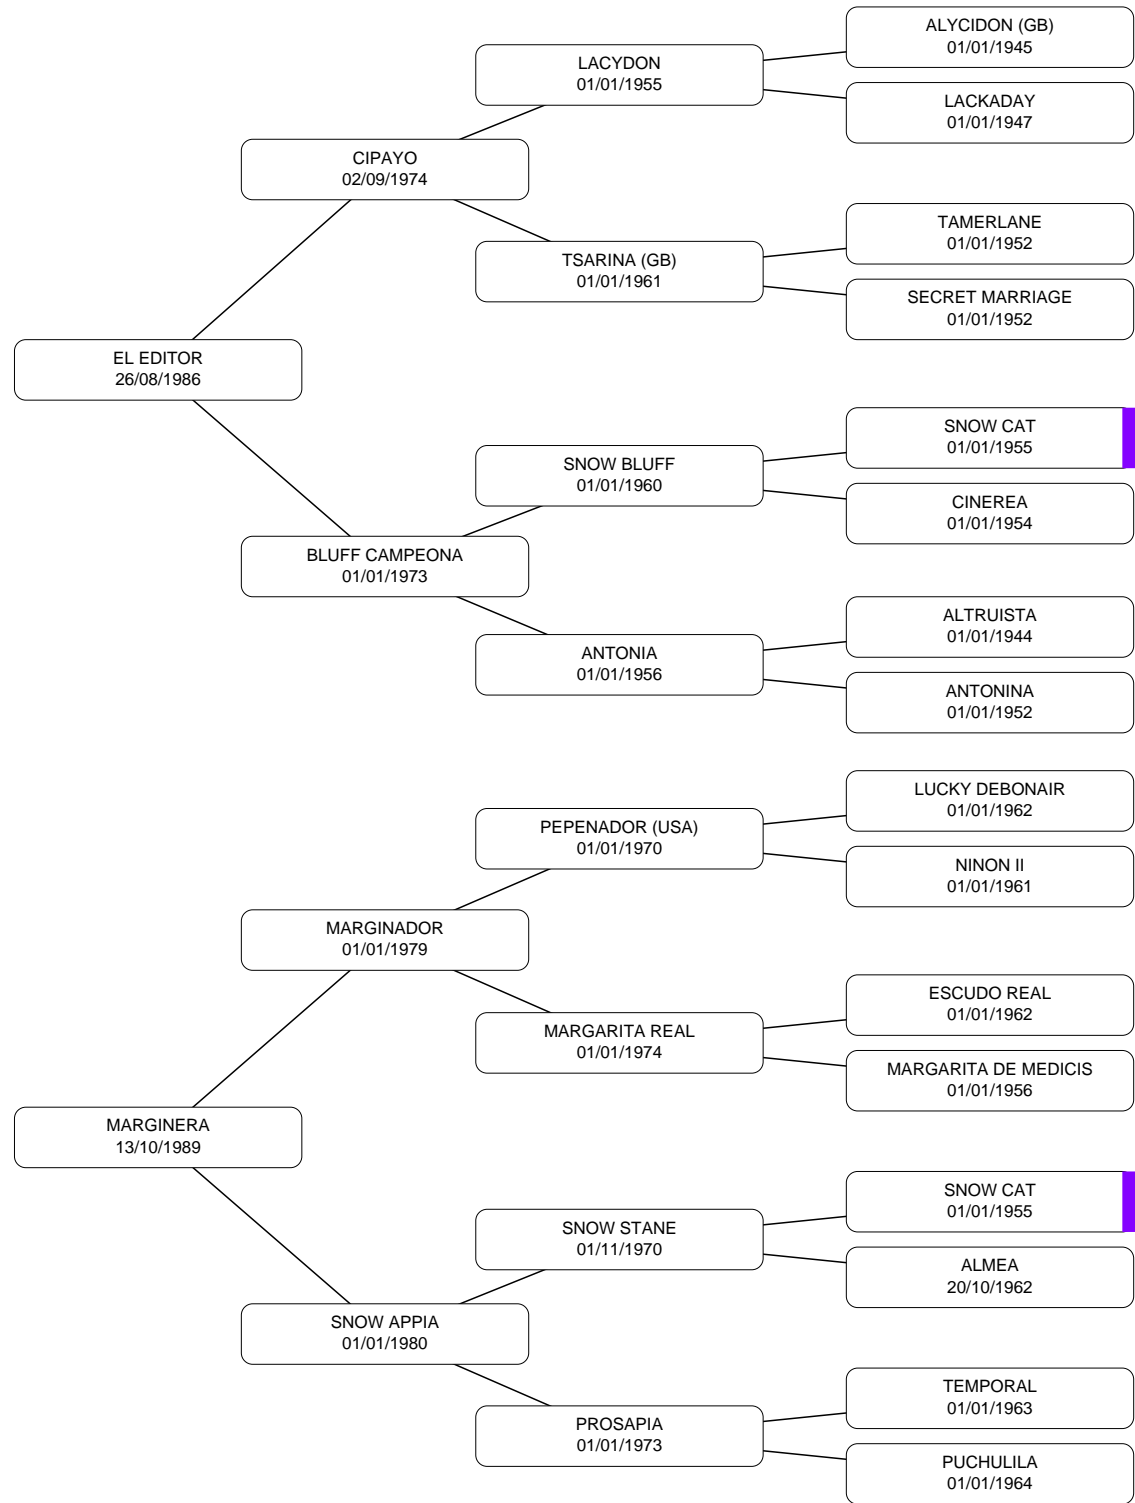 ALYCIDON (GB)
01/01/1945
LACYDON
01/01/1955
LACKADAY
01/01/1947
CIPAYO
02/09/1974
TAMERLANE
01/01/1952
TSARINA (GB)
01/01/1961
SECRET MARRIAGE
01/01/1952
EL EDITOR
26/08/1986
SNOW CAT
01/01/1955
SNOW BLUFF
01/01/1960
CINEREA
01/01/1954
BLUFF CAMPEONA
01/01/1973
ALTRUISTA
01/01/1944
ANTONIA
01/01/1956
ANTONINA
01/01/1952
LUCKY DEBONAIR
01/01/1962
PEPENADOR (USA)
01/01/1970
NINON II
01/01/1961
MARGINADOR
01/01/1979
ESCUDO REAL
01/01/1962
MARGARITA REAL
01/01/1974
MARGARITA DE MEDICIS
01/01/1956
MARGINERA
13/10/1989
SNOW CAT
01/01/1955
SNOW STANE
01/11/1970
ALMEA
20/10/1962
SNOW APPIA
01/01/1980
TEMPORAL
01/01/1963
PROSAPIA
01/01/1973
PUCHULILA
01/01/1964